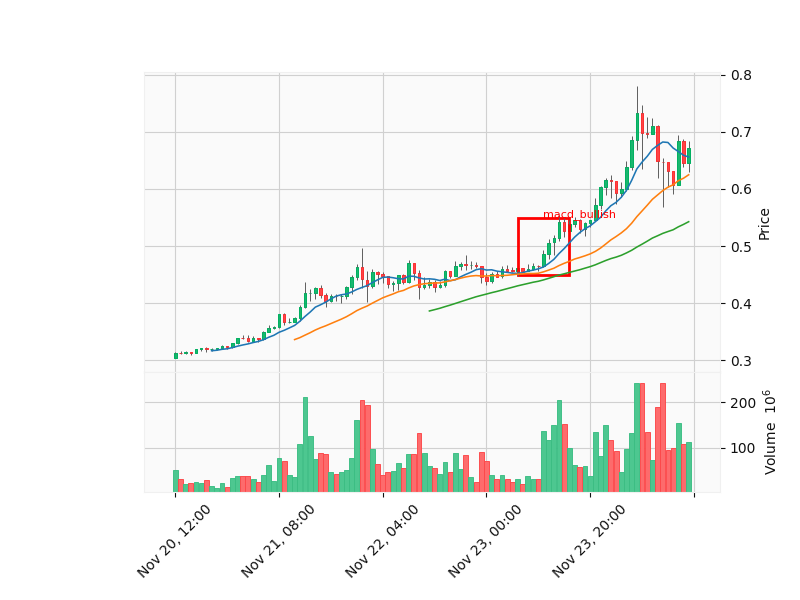 0.8
0.7
0.6
macd_bullish
0.5
0.4
0.3
Price
200
100
Volume 10^6
Nov 20, 12:00
Nov 21, 08:00
Nov 22, 04:00
Nov 23, 00:00
Nov 23, 20:00